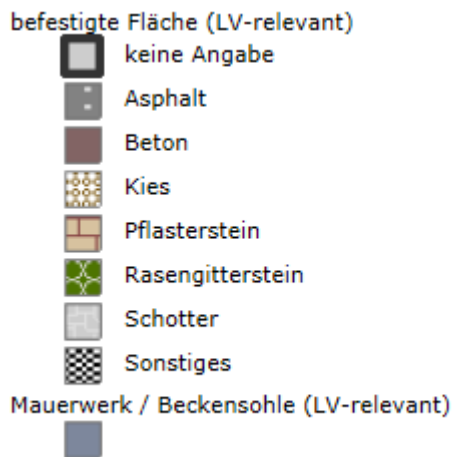 befestigte Fläche (LV-relevant)
keine Angabe
Asphalt
Beton
Kies
Pflasterstein
Rasengitterstein
Schotter
Sonstiges
Mauerwerk / Beckensohle (LV-relevant)